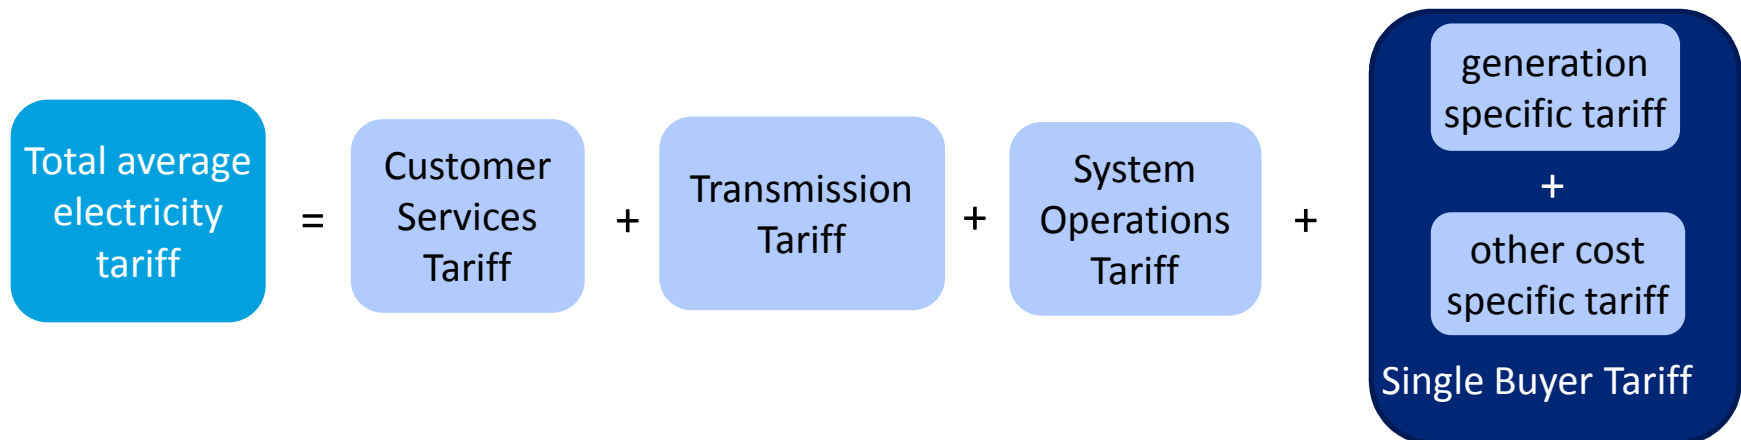 Total average
electricity
tariff
=
Customer
Services
Tariff
+
Transmission
Tariff
+
System
Operations
Tariff
+
generation
specific tariff
+
other cost
specific tariff
Single Buyer Tariff